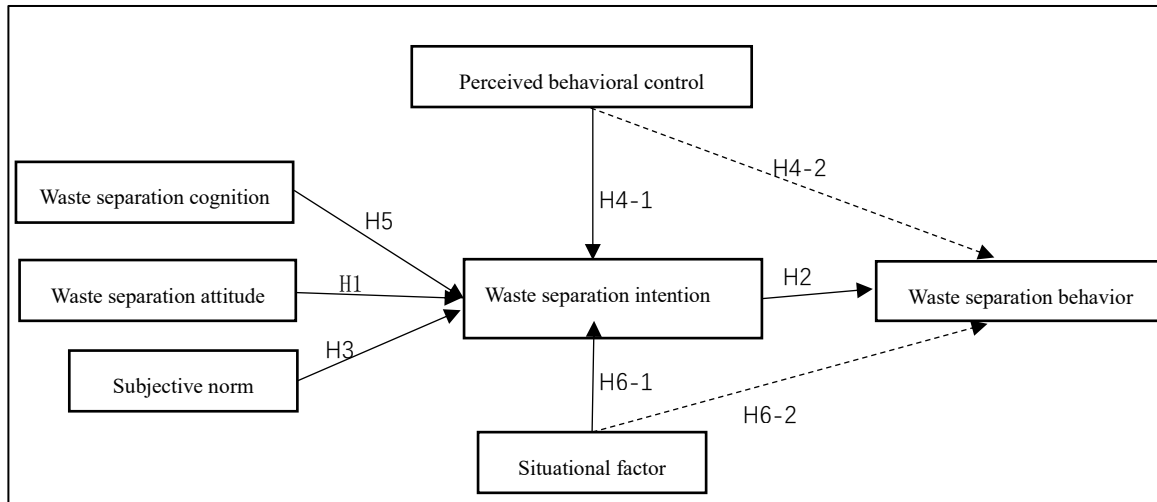 Perceived behavioral control
H4-2
Waste separation cognition
H4-1
H5
Waste separation attitude
H1
Waste separation intention
H2
Waste separation behavior
H3
Subjective norm
H6-1
H6-2
Situational factor